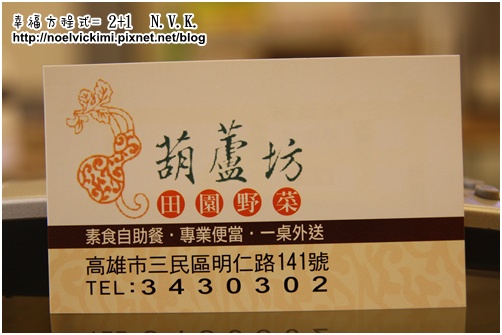 幸福方程式= 2+1 N.V.K.
http://noelvickimi.pixnet.net/blog
葫蘆坊
田園野菜
素食自助餐・專業便當・一桌外送
高雄市三民區明仁路141號
TEL:3430302